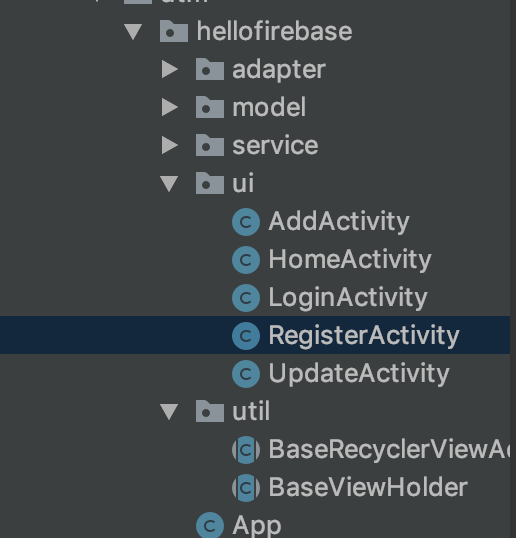 hellofirebase
adapter
model
service
ui
AddActivity
HomeActivity
LoginActivity
RegisterActivity
UpdateActivity
util
BaseRecyclerViewA
BaseViewHolder
App